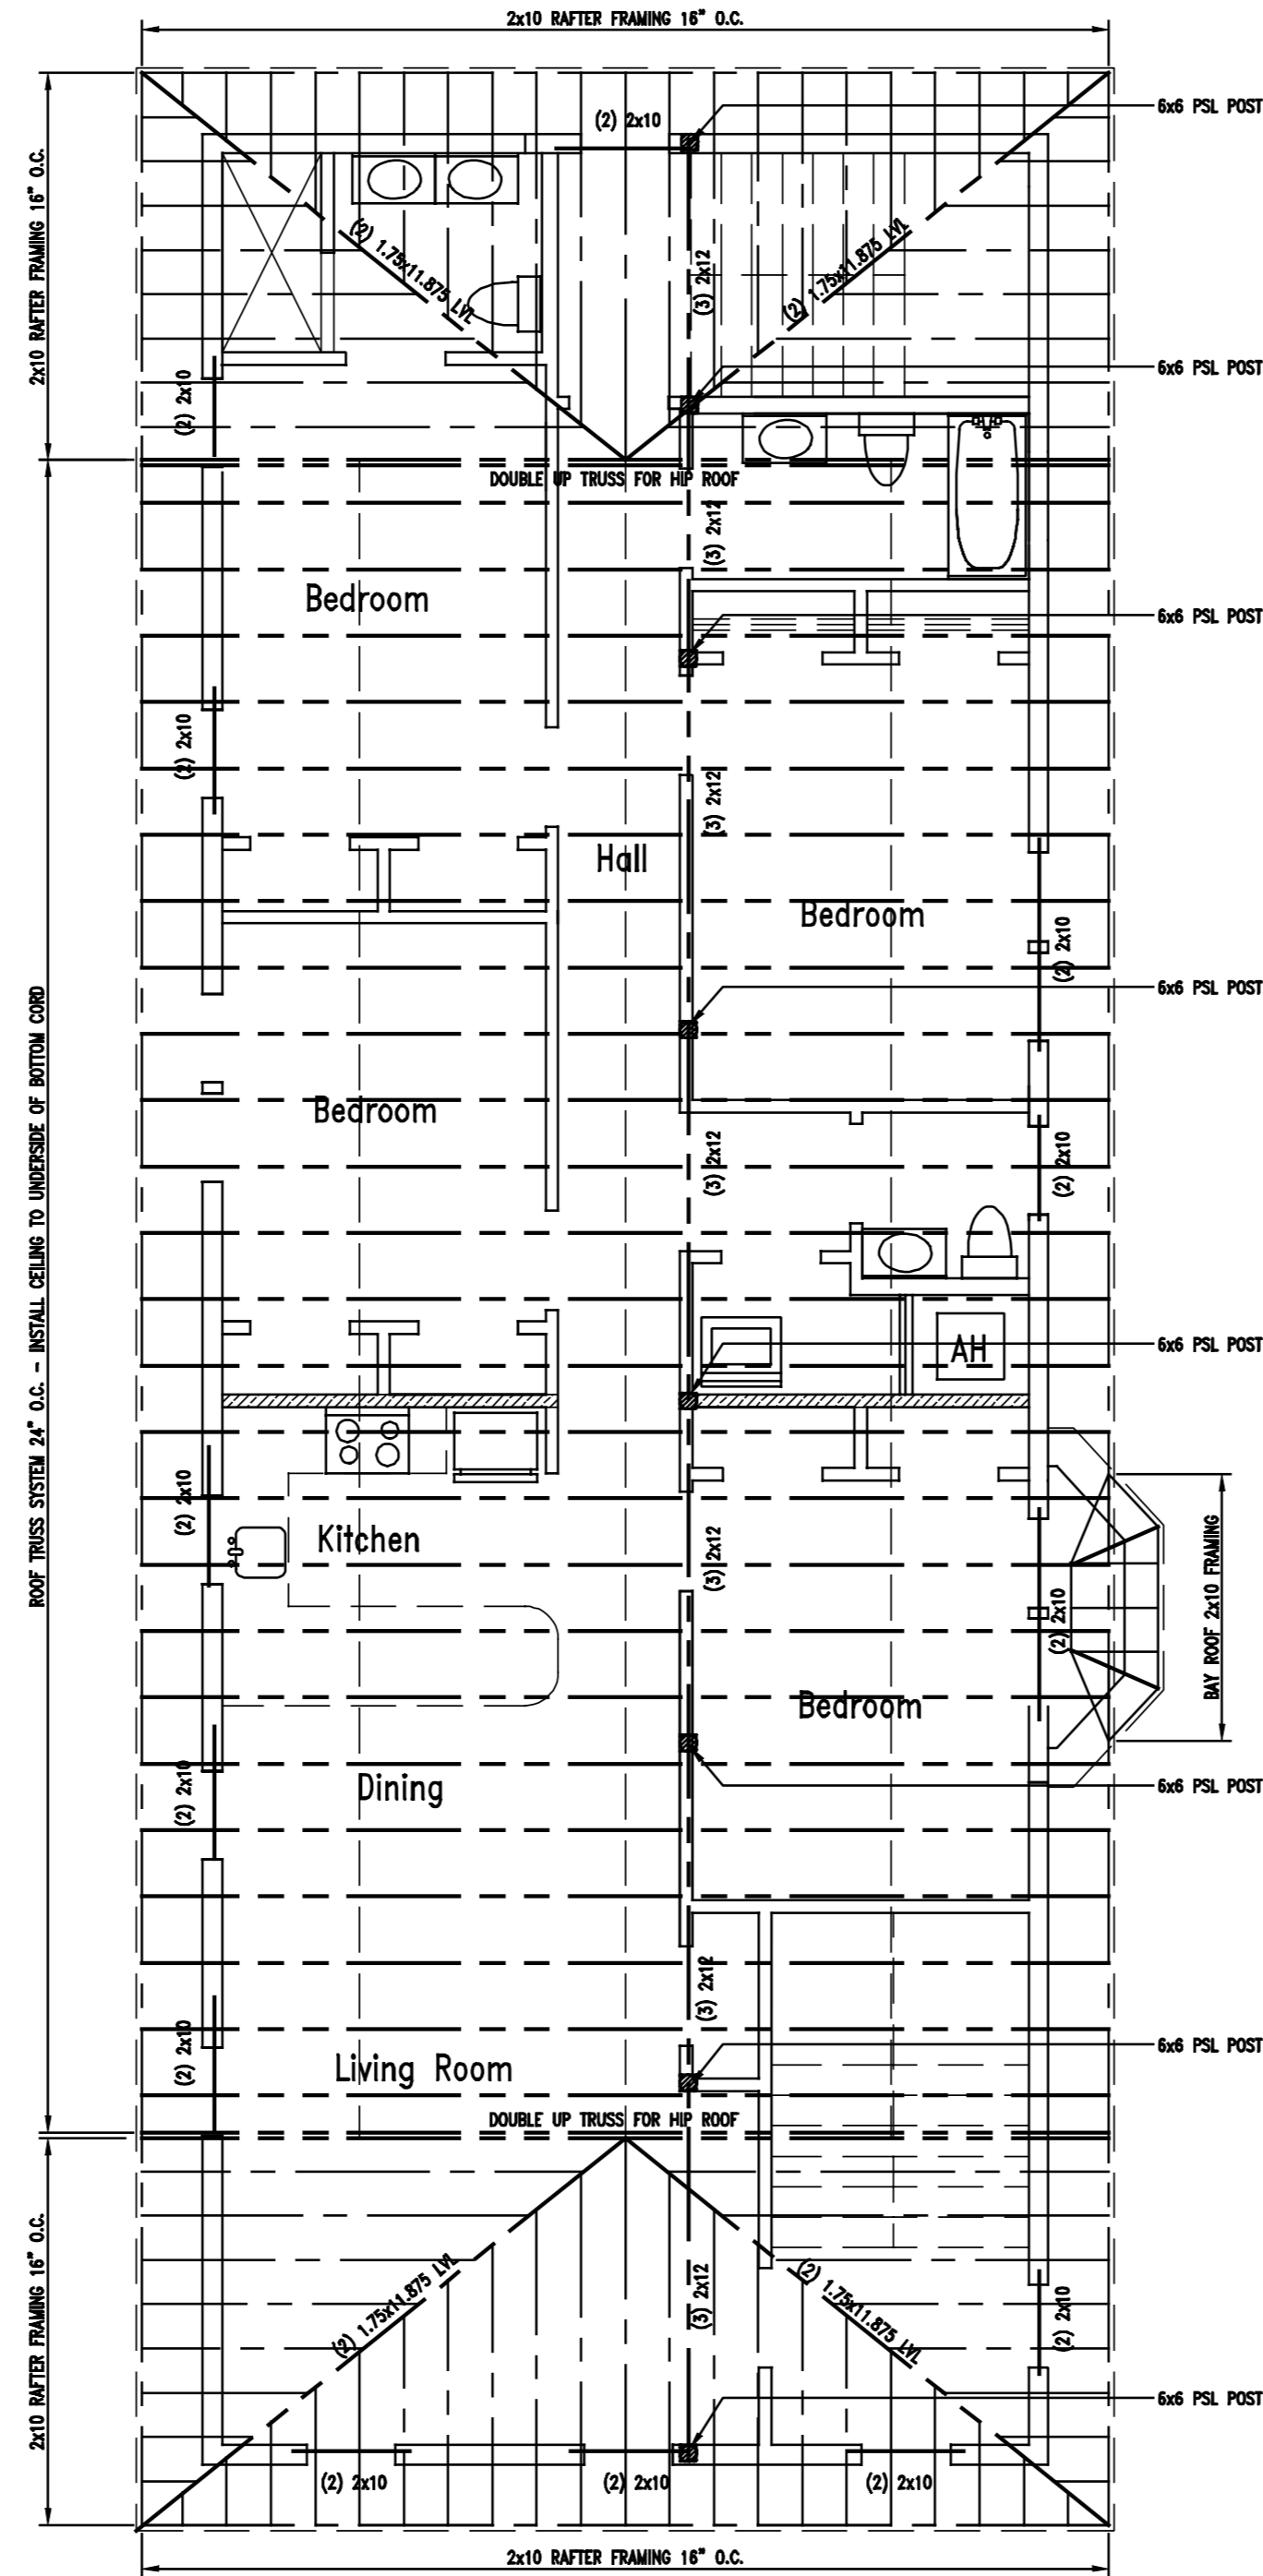 2x10 RAFTER FRAMING 16" O.C.
6x6 PSL POST
(2) 2x10
2x10 RAFTER FRAMING 16" O.C.
(2) 1.75x11.875 LVL
(3) 2x12
(2) 1.75x11.875 LVL
6x6 PSL POST
(2) 2x10
DOUBLE UP TRUSS FOR HIP ROOF
(3) 2x12
Bedroom
6x6 PSL POST
(2) 2x10
(3) 2x12
Hall
Bedroom
(2) 2x10
6x6 PSL POST
ROOF TRUSS SYSTEM 24" O.C. - INSTALL CEILING TO UNDERSIDE OF BOTTOM CORD
Bedroom
(3) 2x12
(2) 2x10
6x6 PSL POST
AH
(2) 2x10
Kitchen
(3) 2x12
(2) 2x10
BAY ROOF 2x10 FRAMING
Bedroom
Dining
(2) 2x10
6x6 PSL POST
(3) 2x12
(2) 2x10
Living Room
6x6 PSL POST
DOUBLE UP TRUSS FOR HIP ROOF
2x10 RAFTER FRAMING 16" O.C.
(2) 1.75x11.875 LVL
(3) 2x12
(2) 1.75x11.875 LVL
(2) 2x10
6x6 PSL POST
(2) 2x10
(2) 2x10
(2) 2x10
2x10 RAFTER FRAMING 16" O.C.